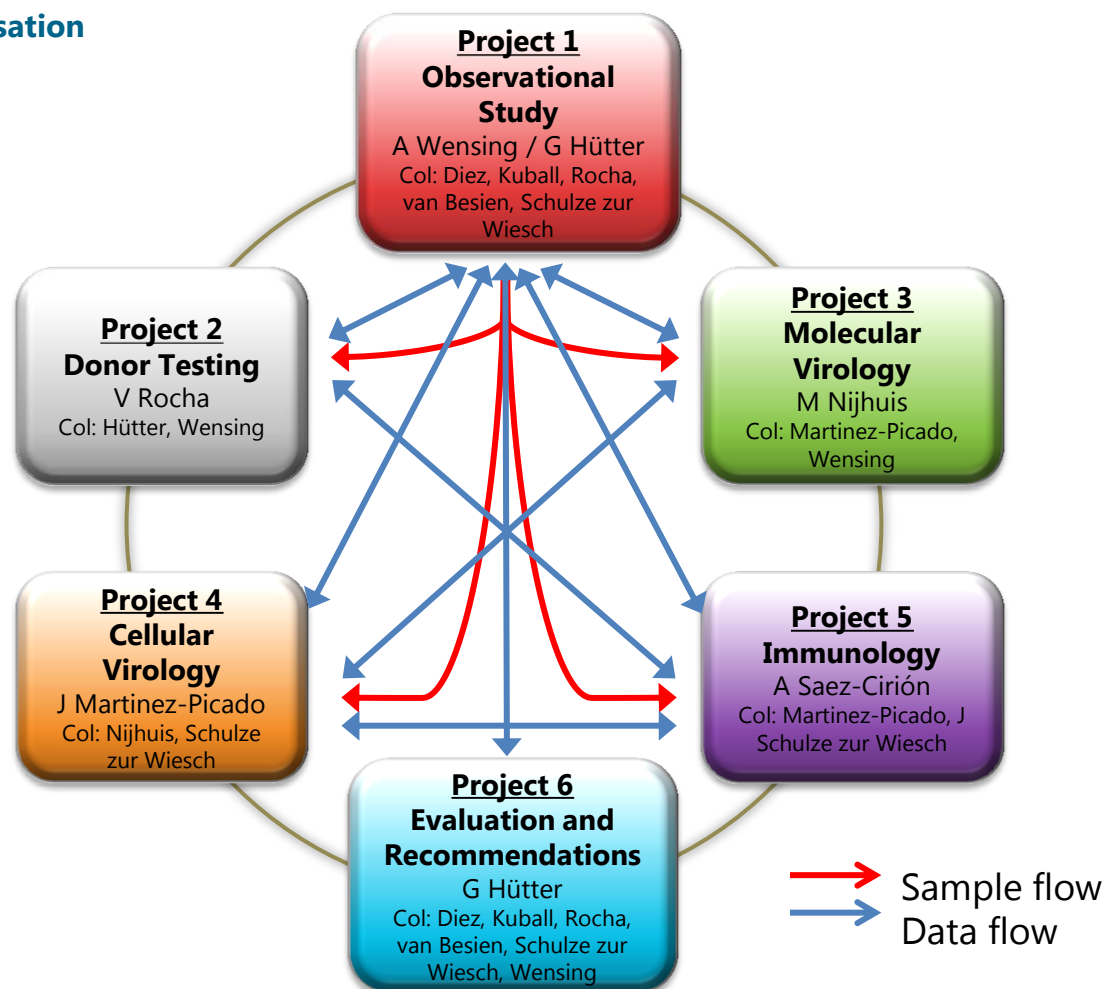 sation
Project 1
Observational
Study
A Wensing / G Hütter
Col: Diez, Kuball, Rocha,
van Besien, Schulze zur
Wiesch
Project 2
Donor Testing
V Rocha
Col: Hütter, Wensing
Project 3
Molecular
Virology
M Nijhuis
Col: Martinez-Picado,
Wensing
Project 4
Cellular
Virology
J Martinez-Picado
Col: Nijhuis, Schulze
zur Wiesch
Project 5
Immunology
A Saez-Cirión
Col: Martinez-Picado, J
Schulze zur Wiesch
Project 6
Evaluation and
Recommendations
G Hütter
Col: Diez, Kuball, Rocha,
van Besien, Schulze zur
Wiesch, Wensing
Sample flow
Data flow